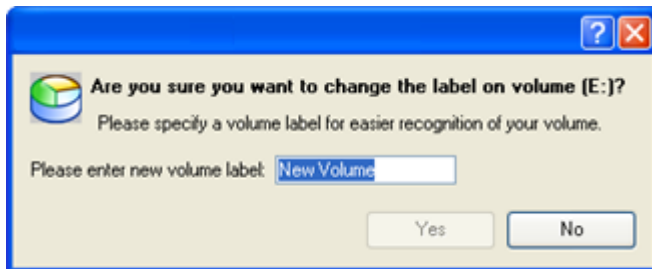 Are you sure you want to change the label on volume (E:)?
Please specify a volume label for easier recognition of your volume.
Please enter new volume label: New Volume
Yes No